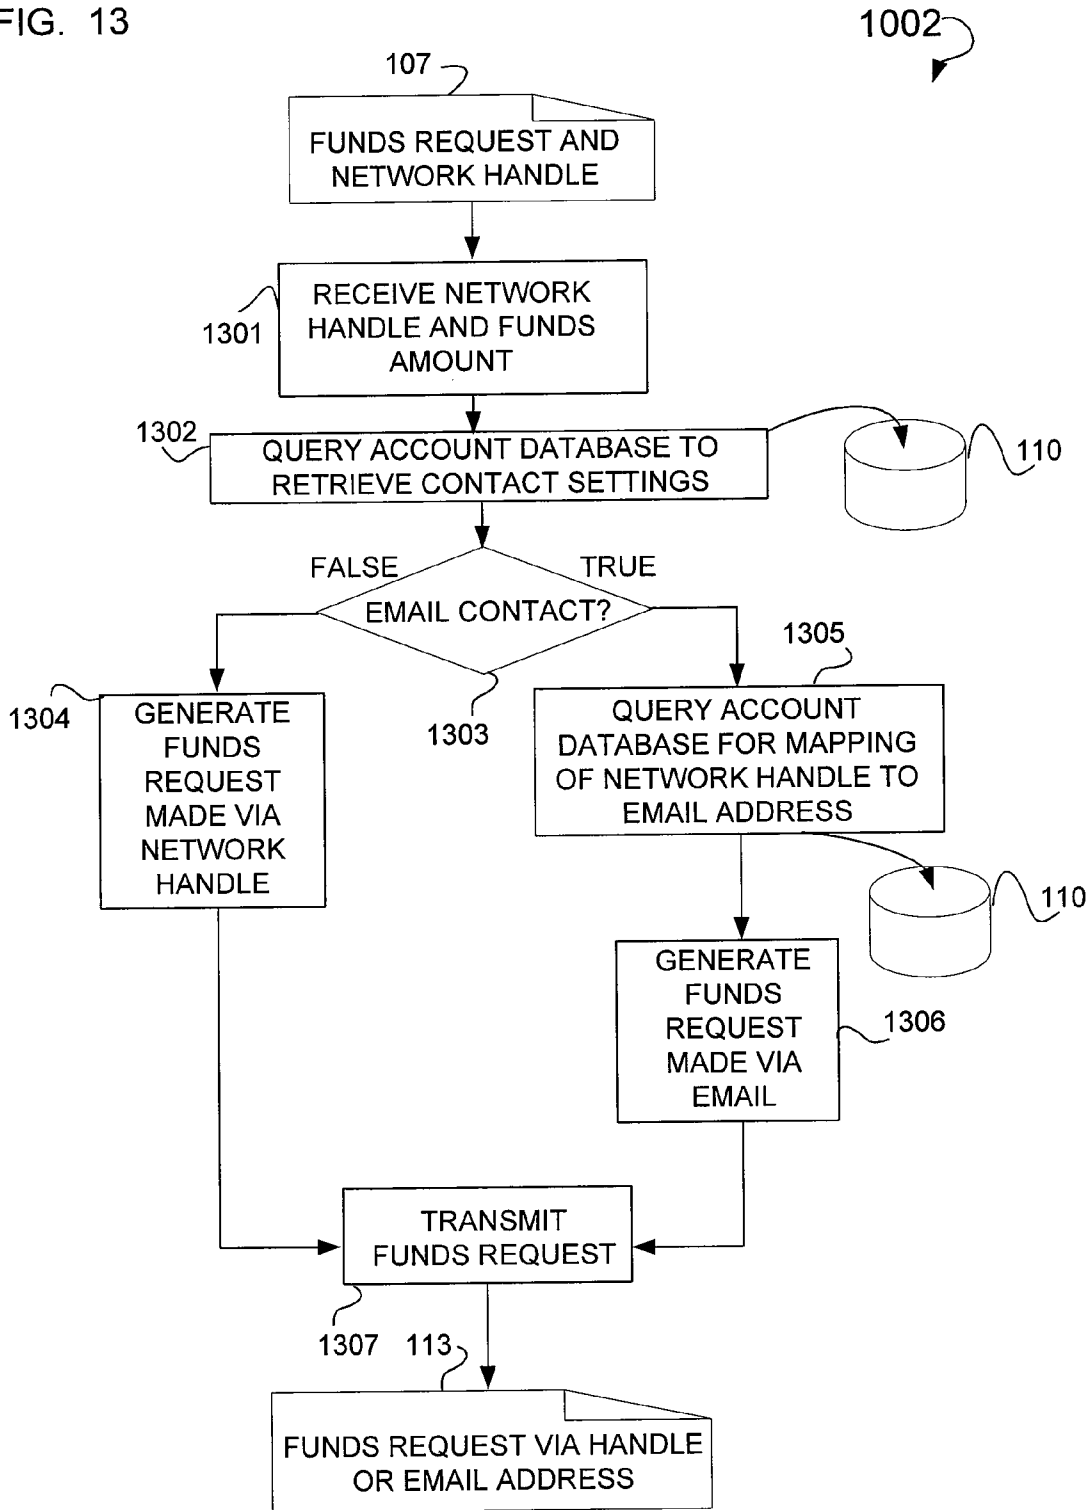 FIG. 13
1002
107
FUNDS REQUEST AND
NETWORK HANDLE
1301
RECEIVE NETWORK
HANDLE AND FUNDS
AMOUNT
1302
QUERY ACCOUNT DATABASE TO
RETRIEVE CONTACT SETTINGS
110
FALSE
TRUE
EMAIL CONTACT?
1303
1304
GENERATE
FUNDS
REQUEST
MADE VIA
NETWORK
HANDLE
1305
QUERY ACCOUNT
DATABASE FOR MAPPING
OF NETWORK HANDLE TO
EMAIL ADDRESS
110
GENERATE
FUNDS
REQUEST
MADE VIA
EMAIL
1306
TRANSMIT
FUNDS REQUEST
1307
113
FUNDS REQUEST VIA HANDLE
OR EMAIL ADDRESS